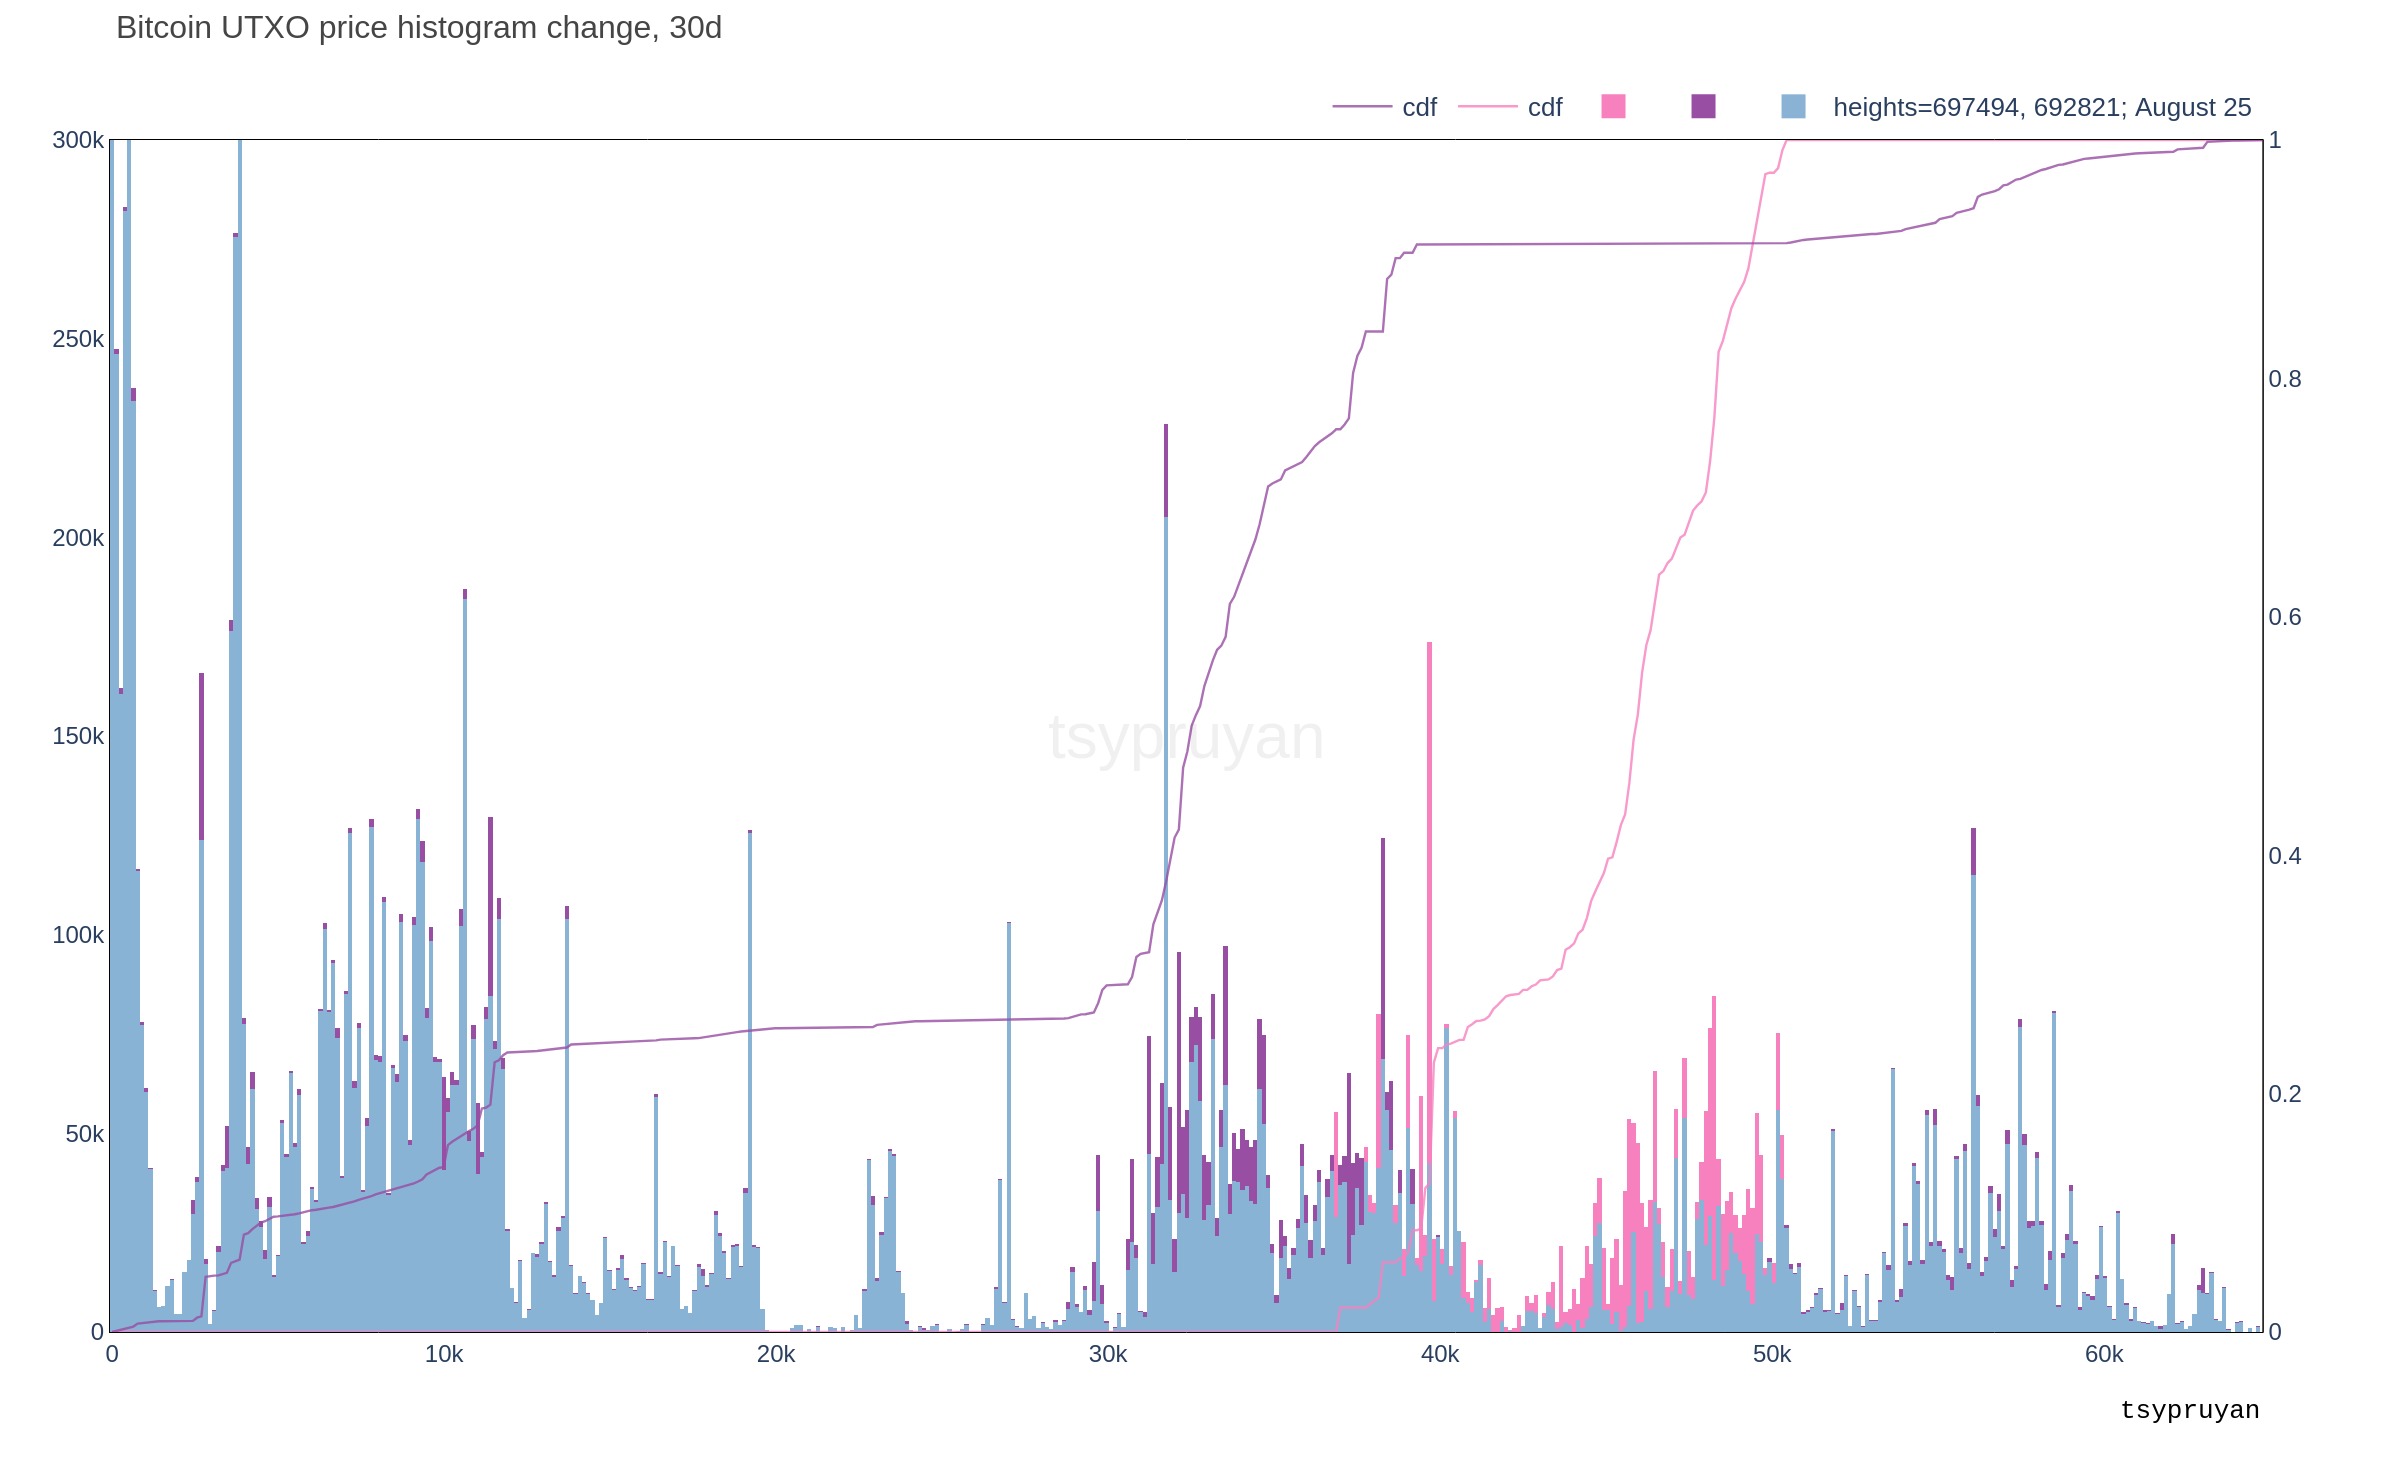 Bitcoin UTXO price histogram change, 30d
cdf cdf heights=697494, 692821; August 25
300k
250k
200k
150k
100k
50k
0
1
0.8
0.6
0.4
0.2
0
tsypruyan
0 10k 20k 30k 40k 50k 60k
tsypruyan